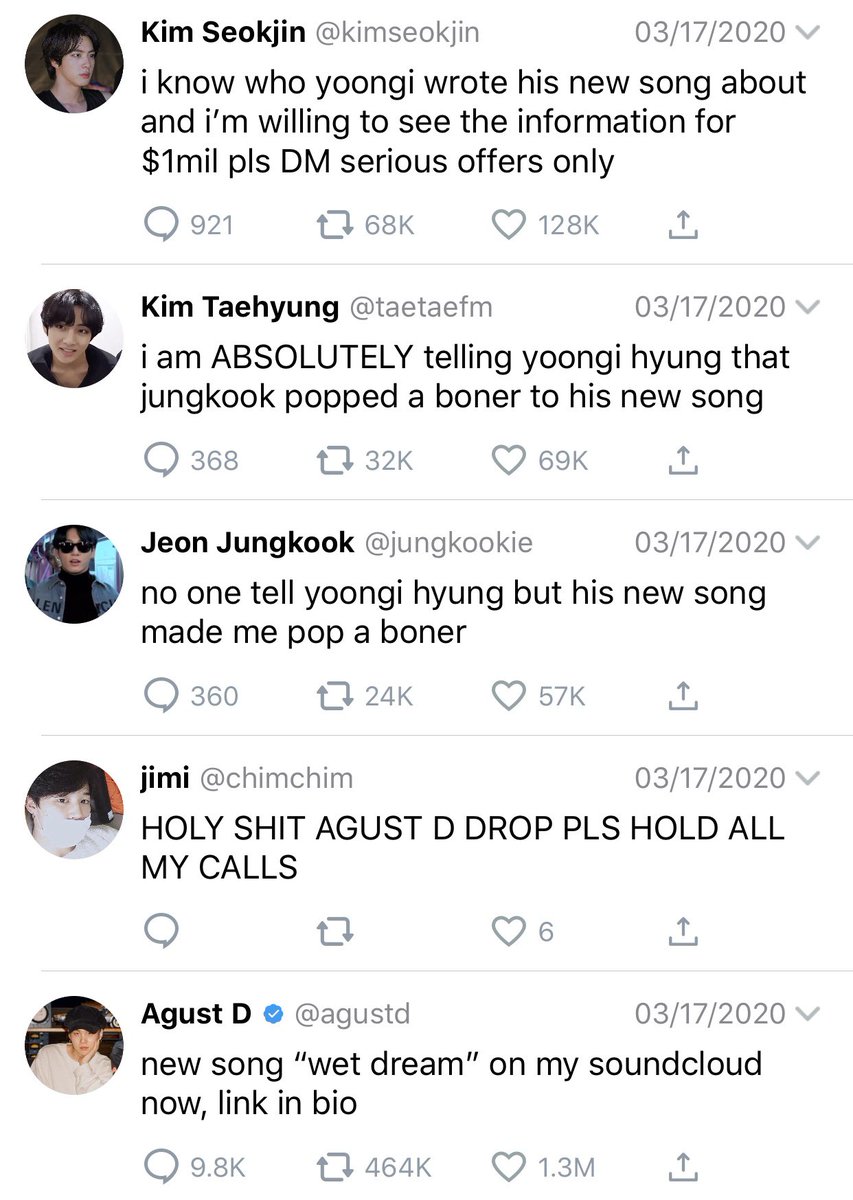 Kim Seokjin @kimseokjin 03/17/2020
i know who yoongi wrote his new song about
and i'm willing to see the information for
$1mil pls DM serious offers only
921 68K 128K
Kim Taehyung @taetaefm 03/17/2020
i am ABSOLUTELY telling yoongi hyung that
jungkook popped a boner to his new song
368 32K 69K
Jeon Jungkook @jungkookie 03/17/2020
no one tell yoongi hyung but his new song
made me pop a boner
360 24K 57K
jimi @chimchim 03/17/2020
HOLY SHIT AGUST D DROP PLS HOLD ALL
MY CALLS
6
Agust D @agustd 03/17/2020
new song “wet dream” on my soundcloud
now, link in bio
9.8K 464K 1.3M